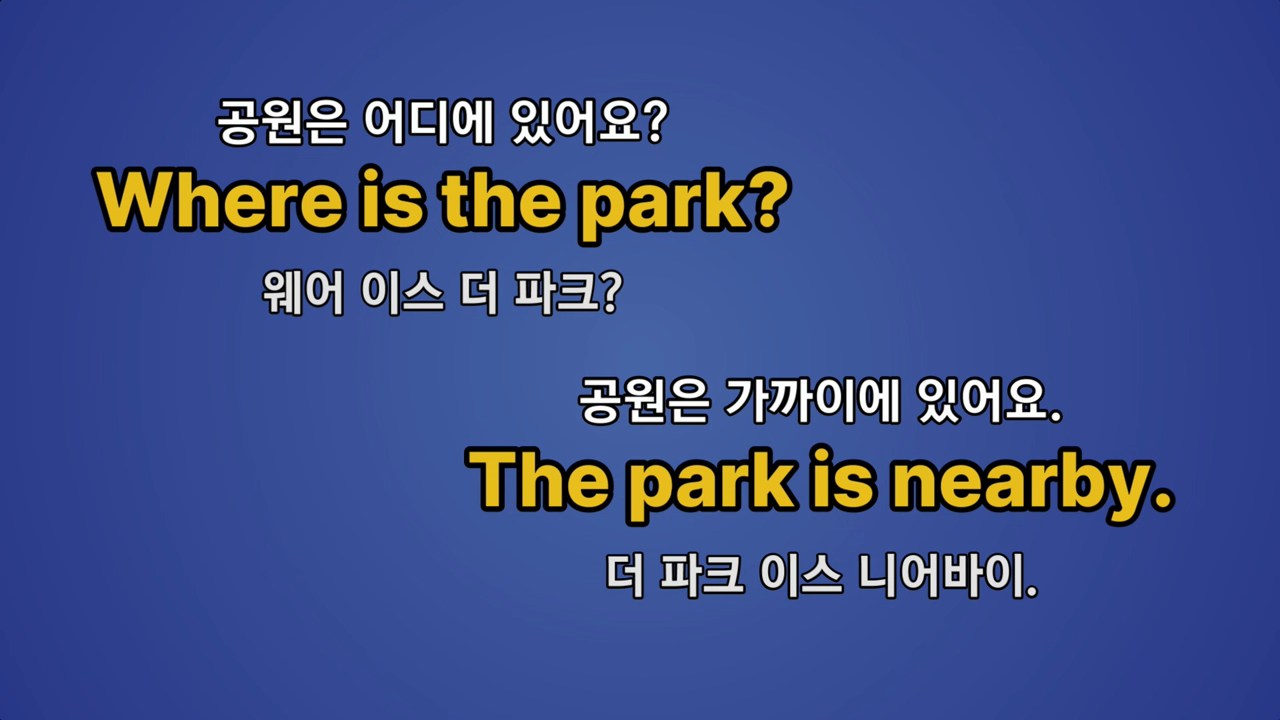 공원은 어디에 있어요?
Where is the park?
웨어 이스 더 파크?
공원은 가까이에 있어요.
The park is nearby.
더 파크 이스 니어바이.